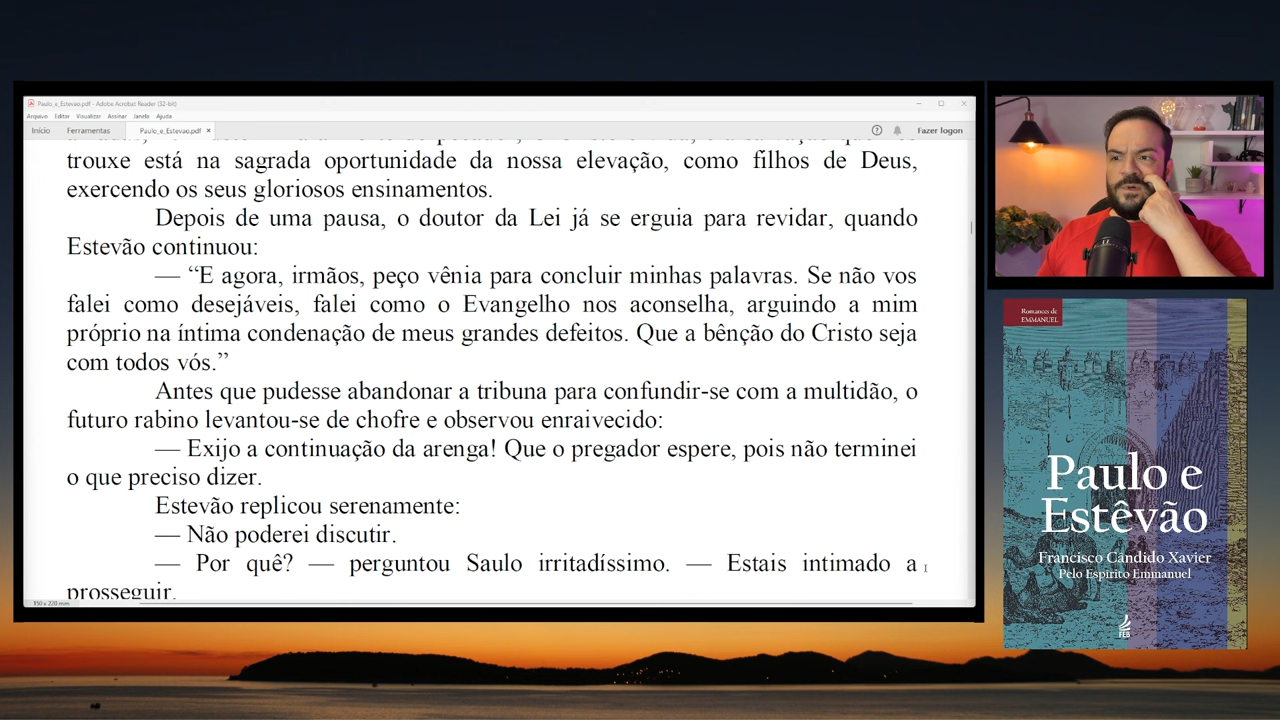 Paulo_e_Estevao.pdf - Adobe Acrobat Reader (32-bit)
Arquivo Editar Visualizar Assinar Janela Ajuda
Início Ferramentas Paulo_e_Estevao.pdf × Fazer logon
trouxe está na sagrada oportunidade da nossa elevação, como filhos de Deus,
exercendo os seus gloriosos ensinamentos.
Depois de uma pausa, o doutor da Lei já se erguia para revidar, quando
Estevão continuou:
— “E agora, irmãos, peço vênia para concluir minhas palavras. Se não vos
falei como desejáveis, falei como o Evangelho nos aconselha, arguindo a mim
próprio na íntima condenação de meus grandes defeitos. Que a bênção do Cristo seja
com todos vós.”
Antes que pudesse abandonar a tribuna para confundir-se com a multidão, o
futuro rabino levantou-se de chofre e observou enraivecido:
— Exijo a continuação da arenga! Que o pregador espere, pois não terminei
o que preciso dizer.
Estevão replicou serenamente:
— Não poderei discutir.
— Por quê? — perguntou Saulo irritadíssimo. — Estais intimado a
prosseguir.
150 x 220 mm
Romances de
EMMANUEL
Paulo e
Estêvão
Francisco Cândido Xavier
Pelo Espírito Emmanuel
FEB